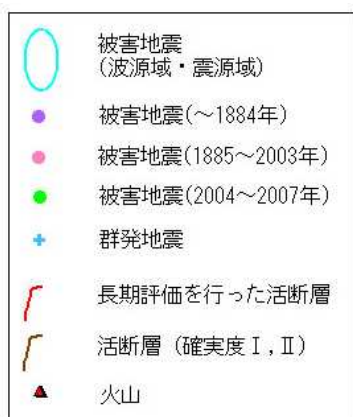 被害地震
(波源域・震源域)
被害地震(～1884年)
被害地震(1885～2003年)
被害地震(2004～2007年)
群発地震
長期評価を行った活断層
活断層 (確実度Ⅰ,Ⅱ)
火山